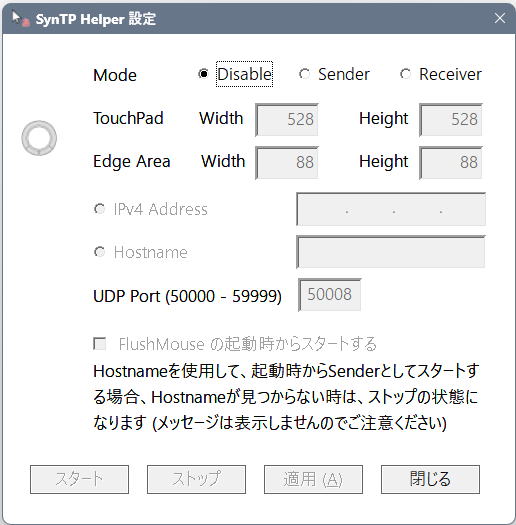 SynTP Helper 設定
Mode Disable Sender Receiver
TouchPad Width 528 Height 528
Edge Area Width 88 Height 88
IPv4 Address . . .
Hostname
UDP Port (50000 - 59999) 50008
FlushMouse の起動時からスタートする
Hostnameを使用して、起動時からSenderとしてスタートす
る場合、Hostnameが見つからない時は、ストップの状態に
なります (メッセージは表示しませんのでご注意ください)
スタート ストップ 適用 (A) 閉じる